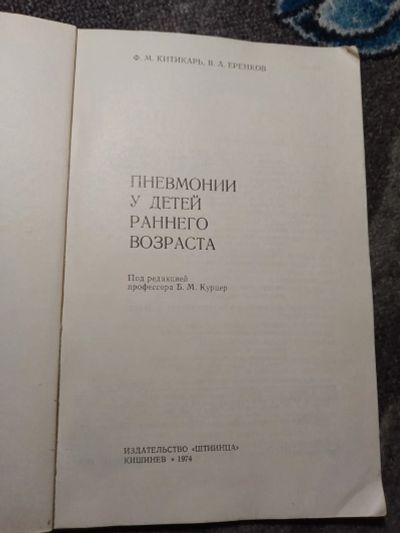 Ф. М. КИТИКАРЬ, В. А. ЕРЕНКОВ
ПНЕВМОНИИ
У ДЕТЕЙ
РАННЕГО
ВОЗРАСТА
Под редакцией
профессора Б. М. Курцер
ИЗДАТЕЛЬСТВО «ШТИИНЦА»
КИШИНЕВ * 1974